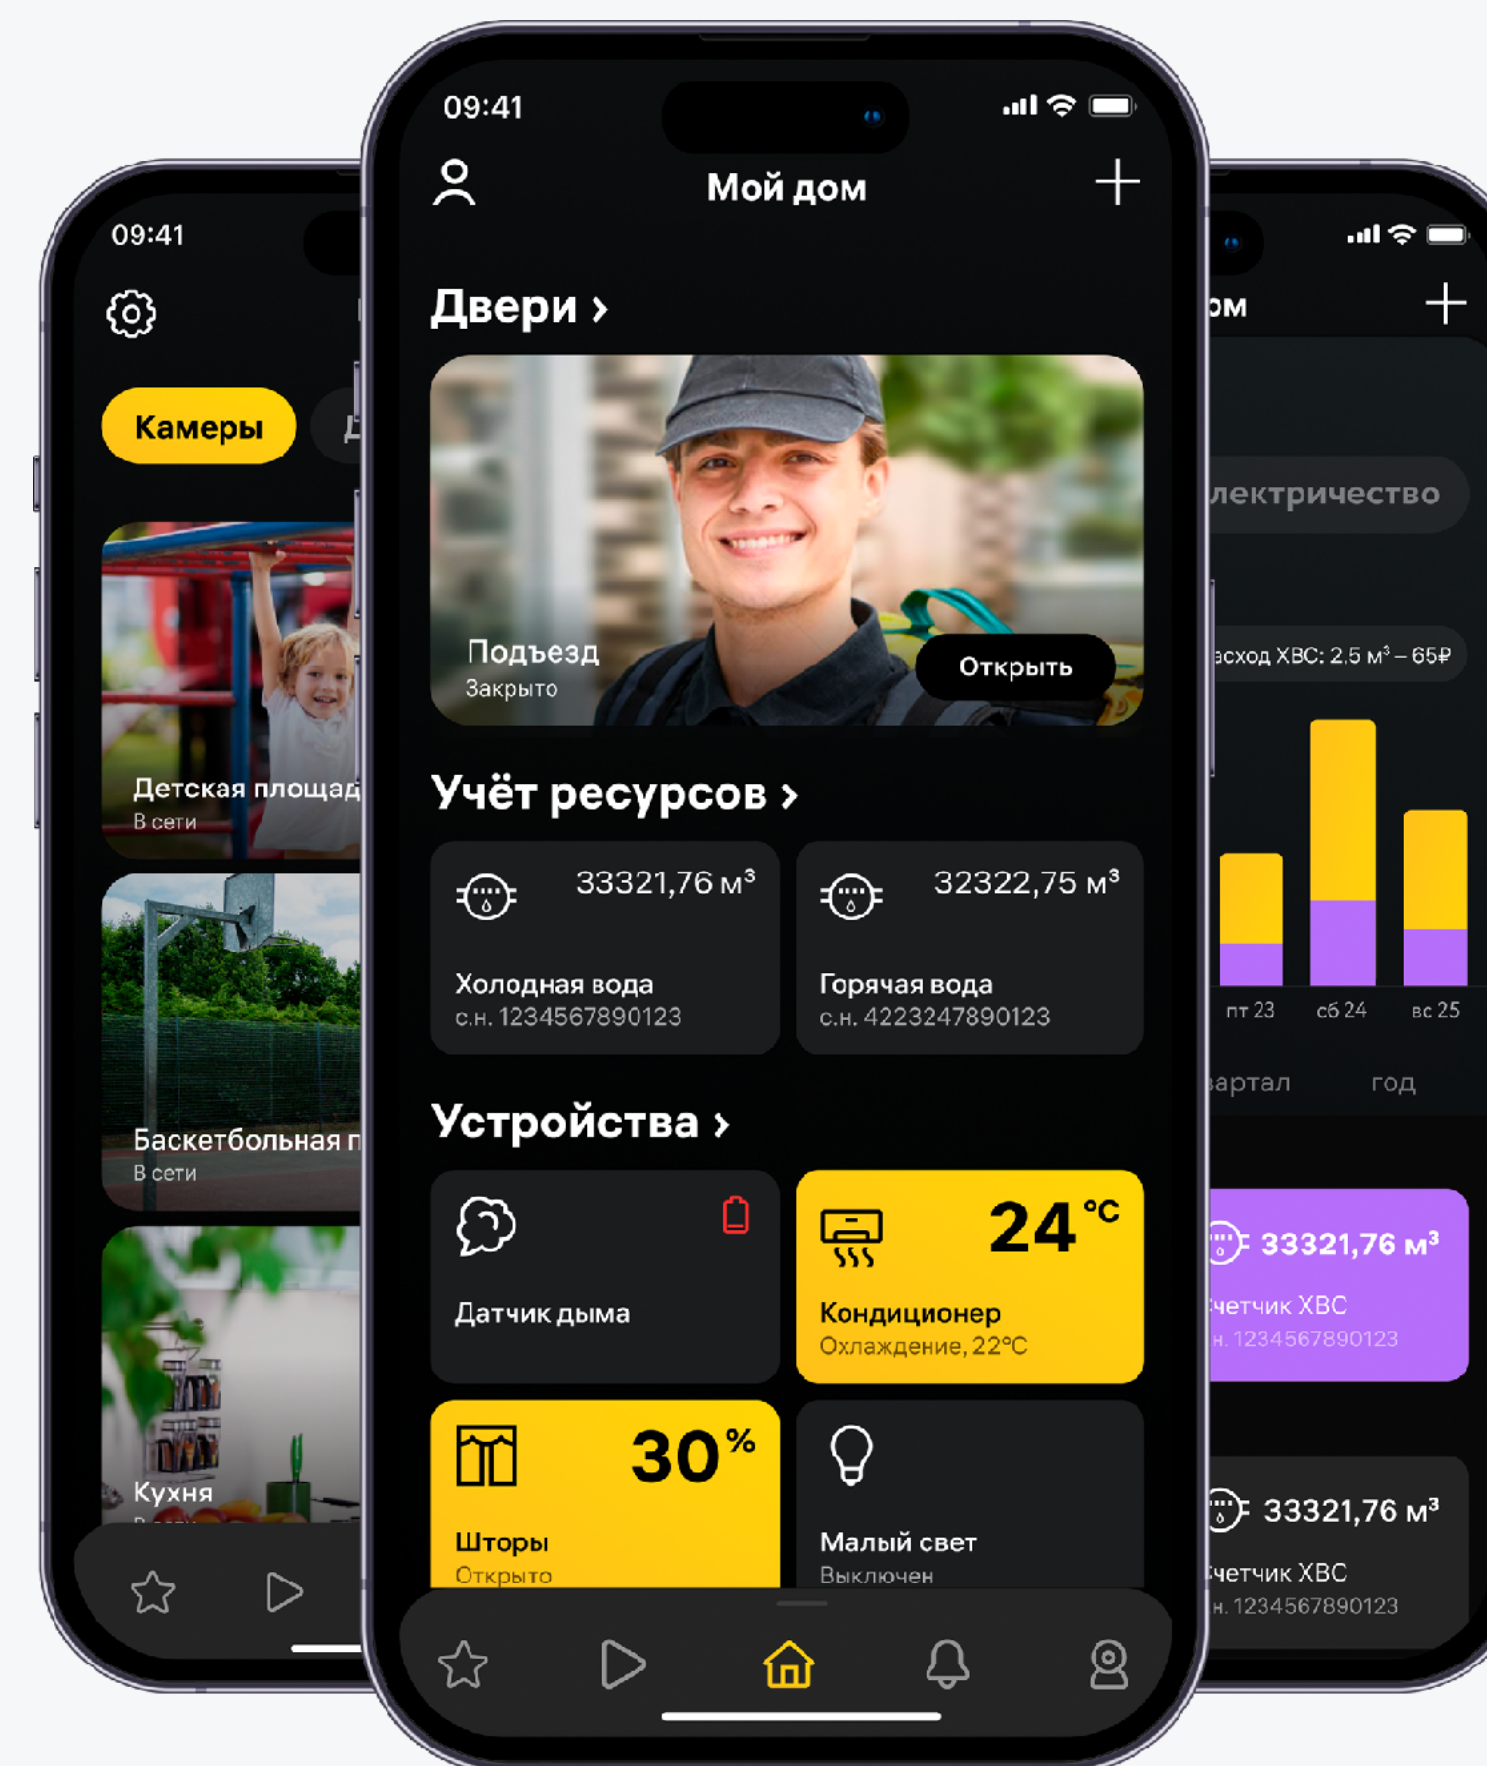 09:41
Камеры
Детская площад
В сети
Баскетбольная п
В сети
Кухня
09:41
Мой дом
Двери ›
Подъезд
Закрыто
Открыть
Учёт ресурсов ›
33321,76 м³
Холодная вода
с.н. 1234567890123
32322,75 м³
Горячая вода
с.н. 4223247890123
Устройства ›
Датчик дыма
24 °C
Кондиционер
Охлаждение, 22°C
30 %
Шторы
Открыто
Малый свет
Выключен
ом
лектричество
асход ХВС: 2,5 м³ – 65₽
пт 23 сб 24 вс 25
вартал год
33321,76 м³
четчик ХВС
н. 1234567890123
33321,76 м³
четчик ХВС
н. 1234567890123